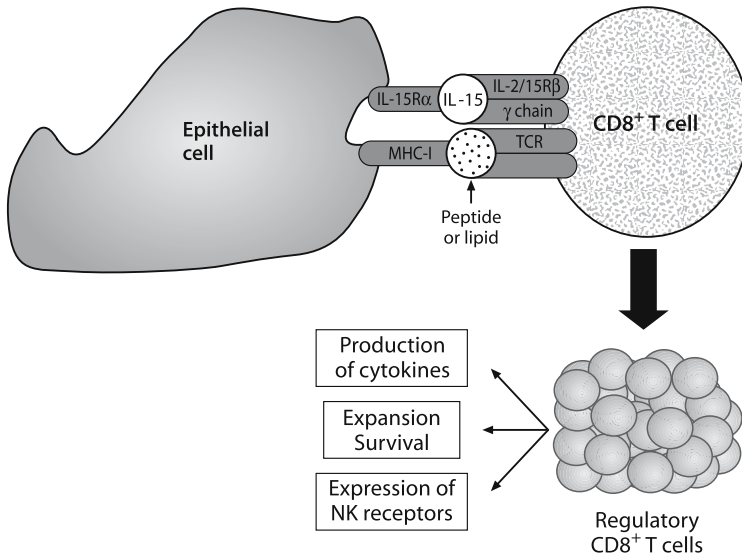 IL-15Rα
IL-15
IL-2/15Rβ
γ chain
CD8⁺ T cell
Epithelial
cell
MHC-I
TCR
Peptide
or lipid
Production
of cytokines
Expansion
Survival
Expression of
NK receptors
Regulatory
CD8⁺ T cells